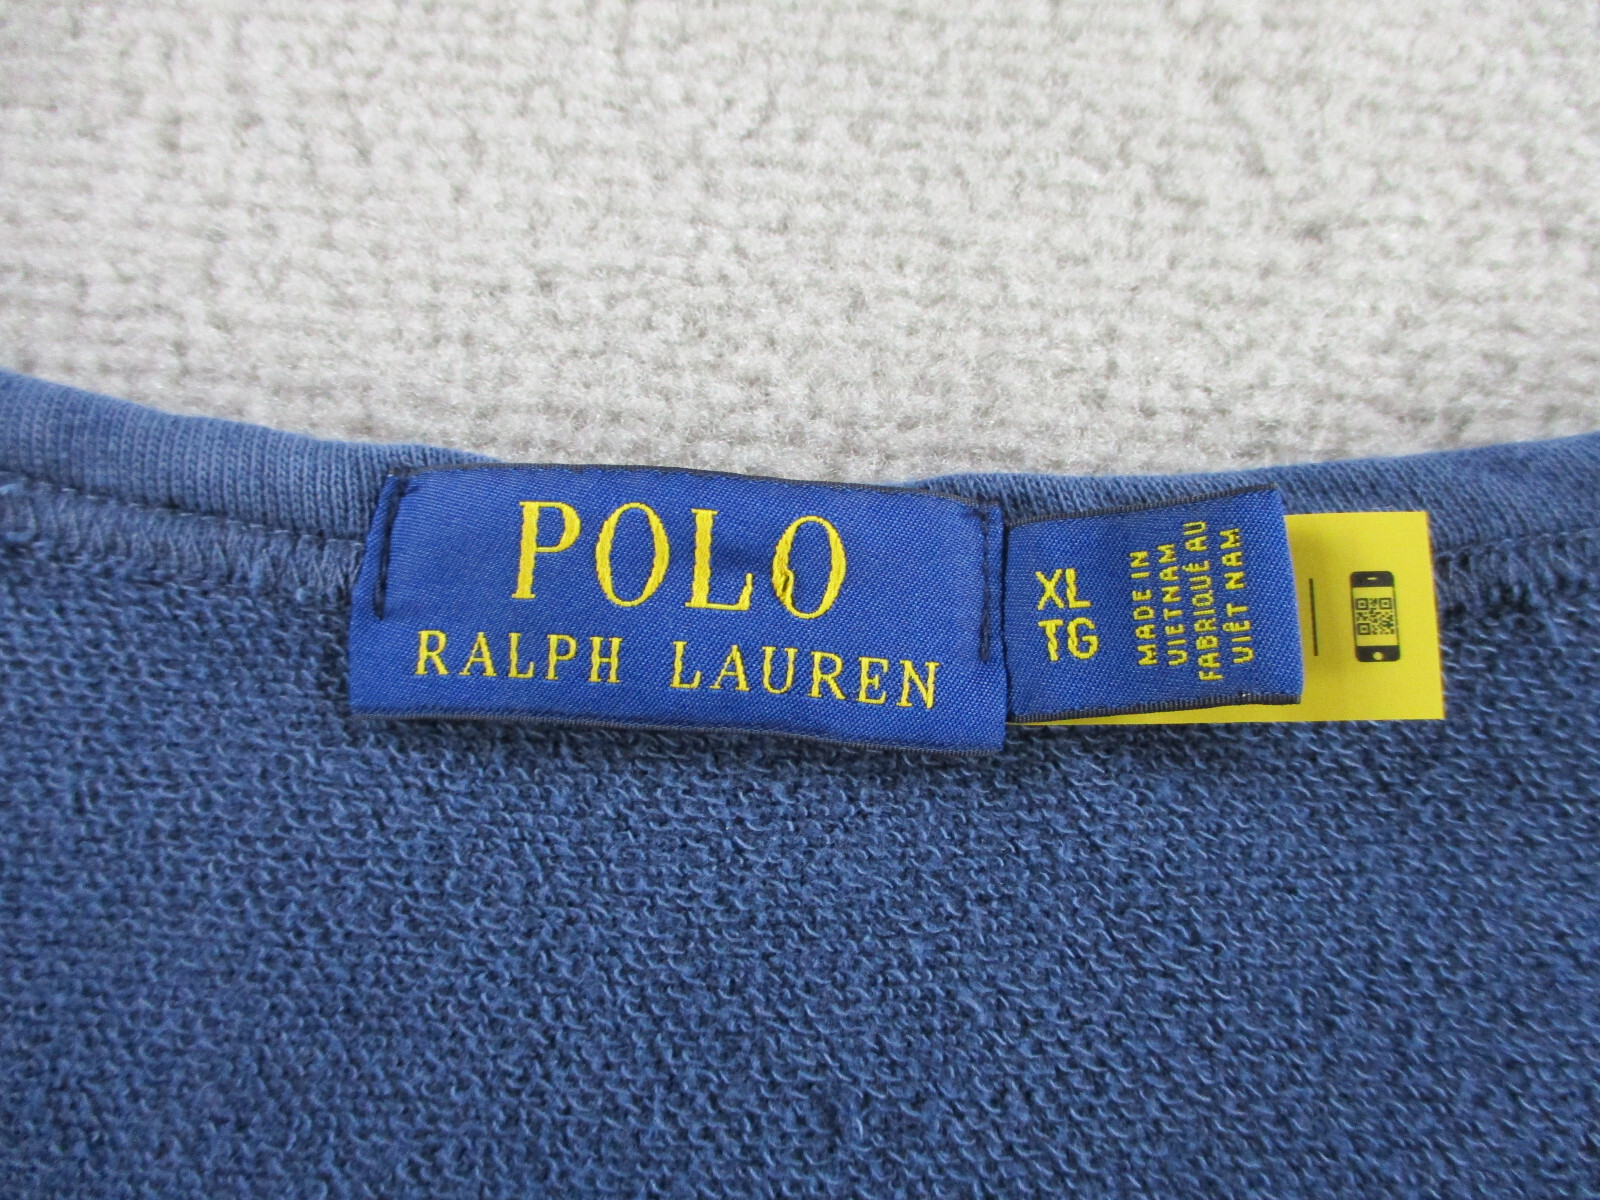 POLO
RALPH LAUREN
XL
TG
MADE IN
VIETNAM
FABRIQUÉ AU
VIÊT NAM